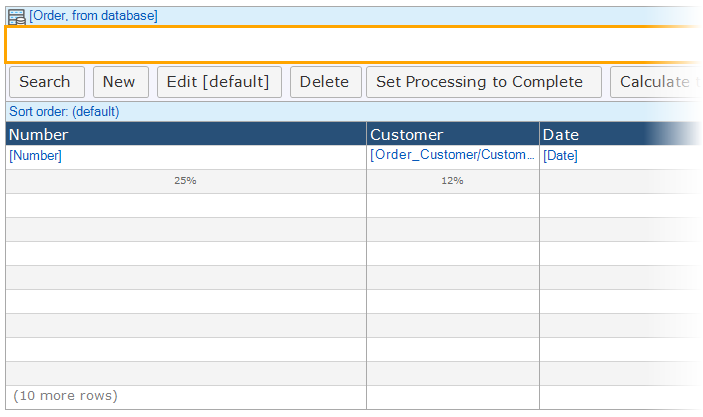 [Order, from database]
Search New Edit [default] Delete Set Processing to Complete Calculate
Sort order: (default)
Number Customer Date
[Number] [Order_Customer/Custom... [Date]
25% 12%
(10 more rows)